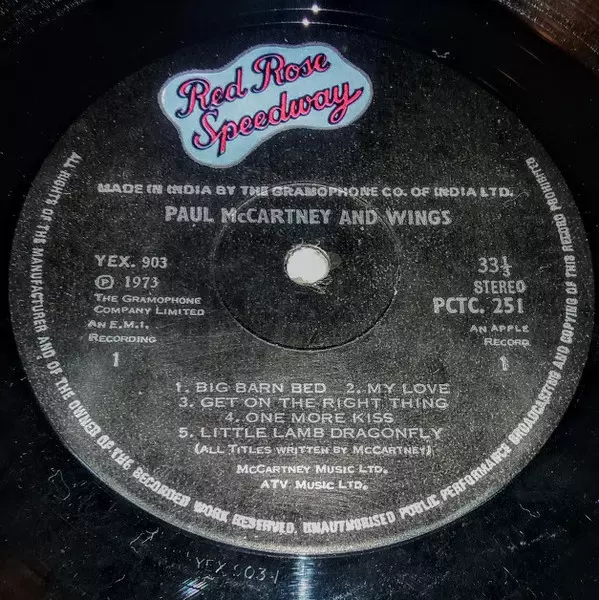 Red Rose
Speedway
MADE IN INDIA BY THE GRAMOPHONE CO. OF INDIA LTD.
PAUL McCARTNEY AND WINGS
YEX. 903
Ⓟ 1973
THE GRAMOPHONE
COMPANY LIMITED
AN E.M.I.
RECORDING
1
33⅓
STEREO
PCTC. 251
AN APPLE
RECORD
1
1. BIG BARN BED 2. MY LOVE
3. GET ON THE RIGHT THING
4. ONE MORE KISS
5. LITTLE LAMB DRAGONFLY
(ALL TITLES WRITTEN BY McCARTNEY)
McCARTNEY MUSIC LTD.
ATV MUSIC LTD.
ALL RIGHTS OF THE MANUFACTURER AND OF THE OWNER OF THE RECORDED WORK RESERVED. UNAUTHORISED PUBLIC PERFORMANCE BROADCASTING AND COPYING OF THIS RECORD PROHIBITED
YEX 903-1